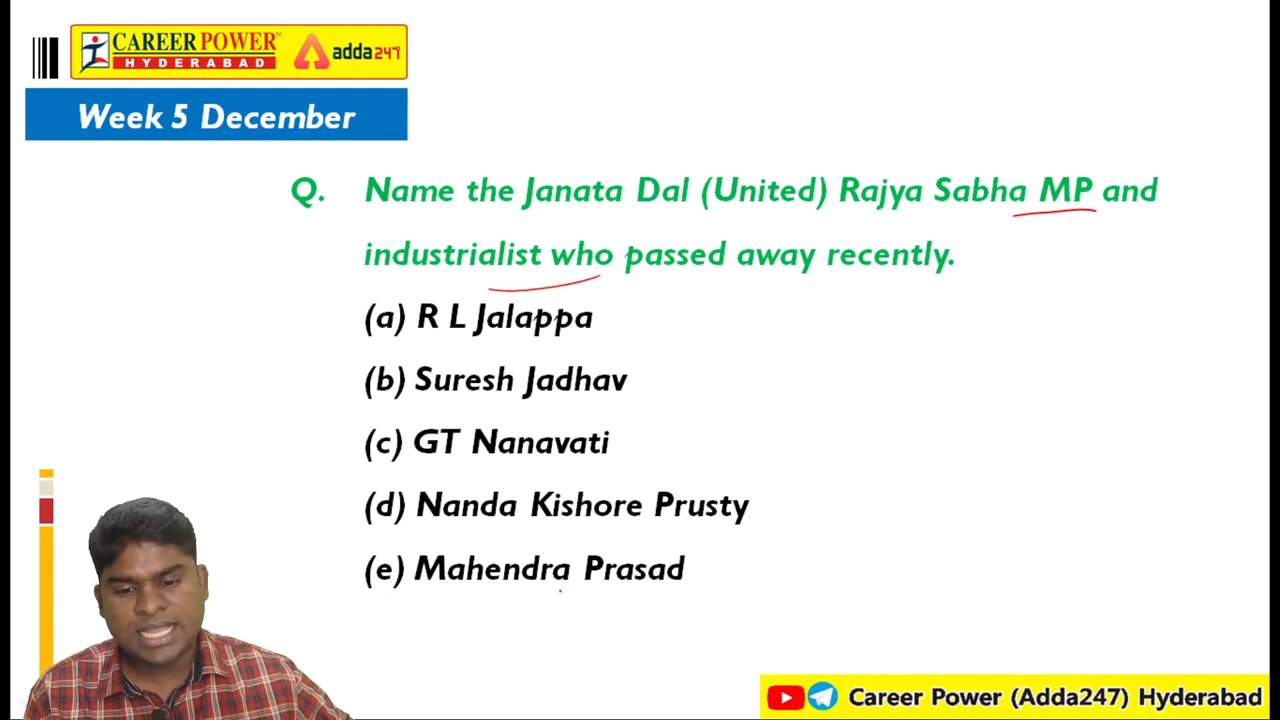 CAREER POWER™
HYDERABAD
adda247
Week 5 December
Q. Name the Janata Dal (United) Rajya Sabha MP and
industrialist who passed away recently.
(a) R L Jalappa
(b) Suresh Jadhav
(c) GT Nanavati
(d) Nanda Kishore Prusty
(e) Mahendra Prasad
Career Power (Adda247) Hyderabad